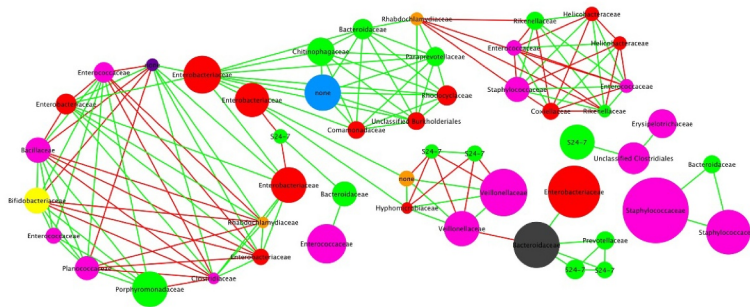 Rhabdochlamydiaceae
Bacteroidaceae
Chitinophagaceae
Paraprevotellaceae
none
Rhodocyclaceae
Comamonadaceae
Unclassified Burkholderiales
Helicobacteraceae
Rikenellaceae
Enterococcaceae
Helicobacteraceae
Staphylococcaceae
Enterococcaceae
Coxiellaceae
Rikenellaceae
Enterococcaceae
Enterobacteriaceae
Enterobacteriaceae
Enterobacteriaceae
S24-7
Bacillaceae
Enterobacteriaceae
Bifidobacteriaceae
Rhabdochlamydiaceae
Enterococcaceae
Enterobacteriaceae
Planococcaceae
Clostridiaceae
Porphyromonadaceae
Bacteroidaceae
Enterococcaceae
S24-7
S24-7
none
Veillonellaceae
Hyphomicrobiaceae
Veillonellaceae
Erysipelotrichaceae
S24-7
Unclassified Clostridiales
Enterobacteriaceae
Bacteroidaceae
Prevotellaceae
S24-7
S24-7
Bacteroidaceae
Staphylococcaceae
Staphylococcaceae